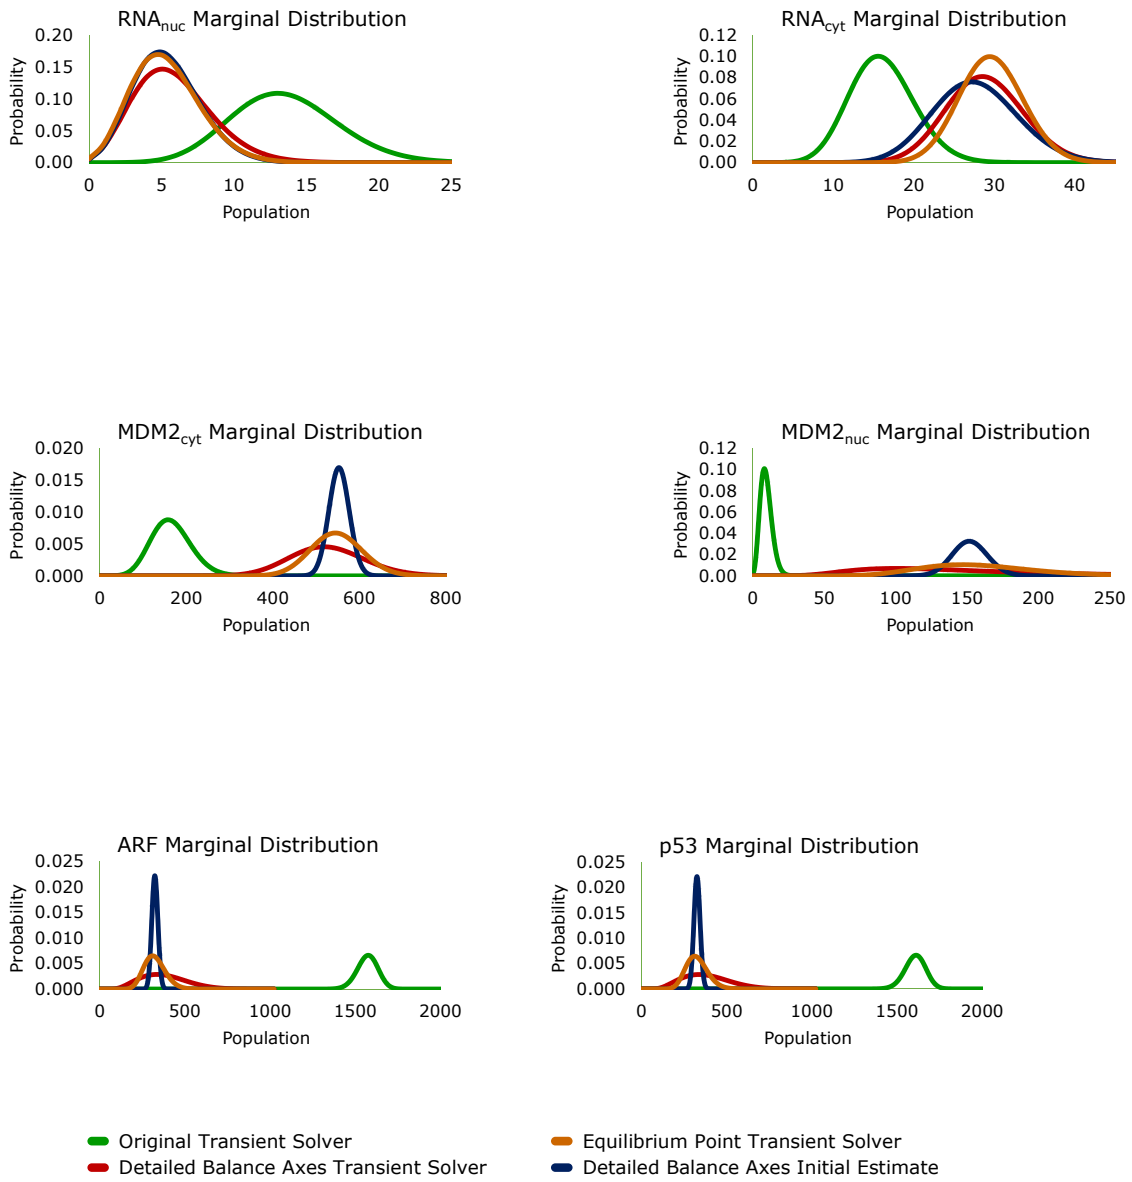 RNAnuc Marginal Distribution
Probability
0.20
0.15
0.10
0.05
0.00
0 5 10 15 20 25
Population
RNAcyt Marginal Distribution
Probability
0.12
0.10
0.08
0.06
0.04
0.02
0.00
0 10 20 30 40
Population
MDM2cyt Marginal Distribution
Probability
0.020
0.015
0.010
0.005
0.000
0 200 400 600 800
Population
MDM2nuc Marginal Distribution
Probability
0.12
0.10
0.08
0.06
0.04
0.02
0.00
0 50 100 150 200 250
Population
ARF Marginal Distribution
Probability
0.025
0.020
0.015
0.010
0.005
0.000
0 500 1000 1500 2000
Population
p53 Marginal Distribution
Probability
0.025
0.020
0.015
0.010
0.005
0.000
0 500 1000 1500 2000
Population
Original Transient Solver
Detailed Balance Axes Transient Solver
Equilibrium Point Transient Solver
Detailed Balance Axes Initial Estimate